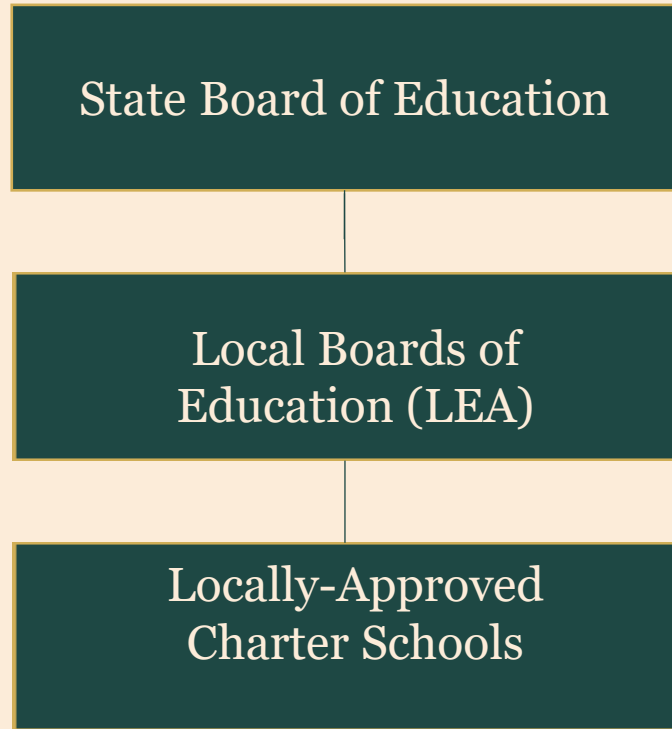 State Board of Education
Local Boards of
Education (LEA)
Locally-Approved
Charter Schools